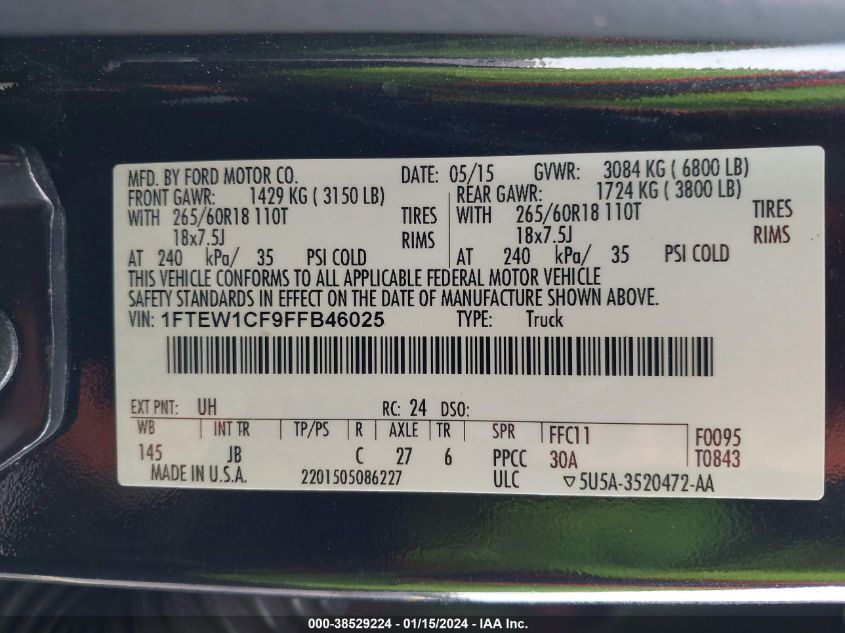 MFD. BY FORD MOTOR CO. DATE: 05/15 GVWR: 3084 KG ( 6800 LB)
FRONT GAWR: 1429 KG ( 3150 LB) REAR GAWR: 1724 KG ( 3800 LB)
WITH 265/60R18 110T TIRES WITH 265/60R18 110T TIRES
18x7.5J RIMS 18x7.5J RIMS
AT 240 kPa/ 35 PSI COLD AT 240 kPa/ 35 PSI COLD
THIS VEHICLE CONFORMS TO ALL APPLICABLE FEDERAL MOTOR VEHICLE
SAFETY STANDARDS IN EFFECT ON THE DATE OF MANUFACTURE SHOWN ABOVE.
VIN: 1FTEW1CF9FFB46025 TYPE: Truck
EXT PNT: UH RC: 24 DSO:
WB INT TR TP/PS R AXLE TR SPR FFC11 F0095
145 JB C 27 6 PPCC 30A T0843
MADE IN U.S.A. 2201505086227 ULC ▽5U5A-3520472-AA
000-38529224 - 01/15/2024 - IAA Inc.